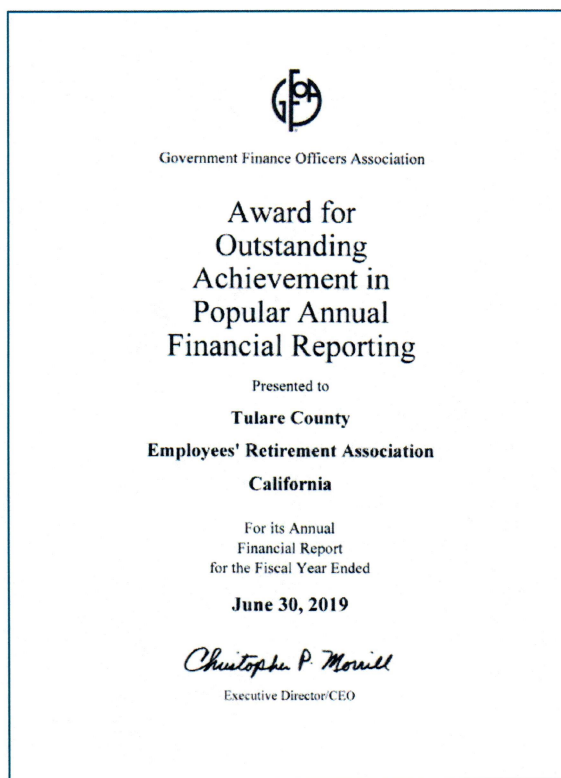 GFOA
Government Finance Officers Association
Award for
Outstanding
Achievement in
Popular Annual
Financial Reporting
Presented to
Tulare County
Employees' Retirement Association
California
For its Annual
Financial Report
for the Fiscal Year Ended
June 30, 2019
Christopher P. Morrill
Executive Director/CEO